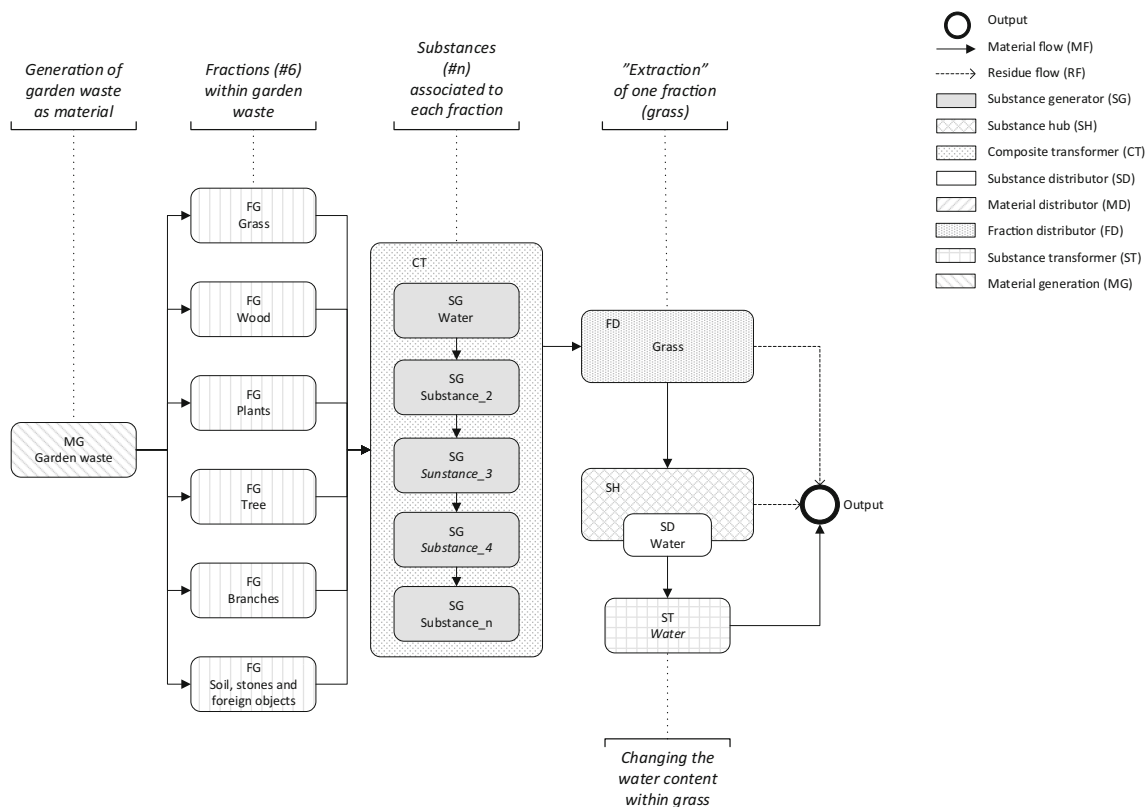 Generation of
garden waste
as material
Fractions (#6)
within garden
waste
Substances
(#n)
associated to
each fraction
”Extraction”
of one fraction
(grass)
Output
Material flow (MF)
Residue flow (RF)
Substance generator (SG)
Substance hub (SH)
Composite transformer (CT)
Substance distributor (SD)
Material distributor (MD)
Fraction distributor (FD)
Substance transformer (ST)
Material generation (MG)
MG
Garden waste
FG
Grass
FG
Wood
FG
Plants
FG
Tree
FG
Branches
FG
Soil, stones and
foreign objects
CT
SG
Water
SG
Substance_2
SG
Sunstance_3
SG
Substance_4
SG
Substance_n
FD
Grass
SH
SD
Water
ST
Water
Output
Changing the
water content
within grass